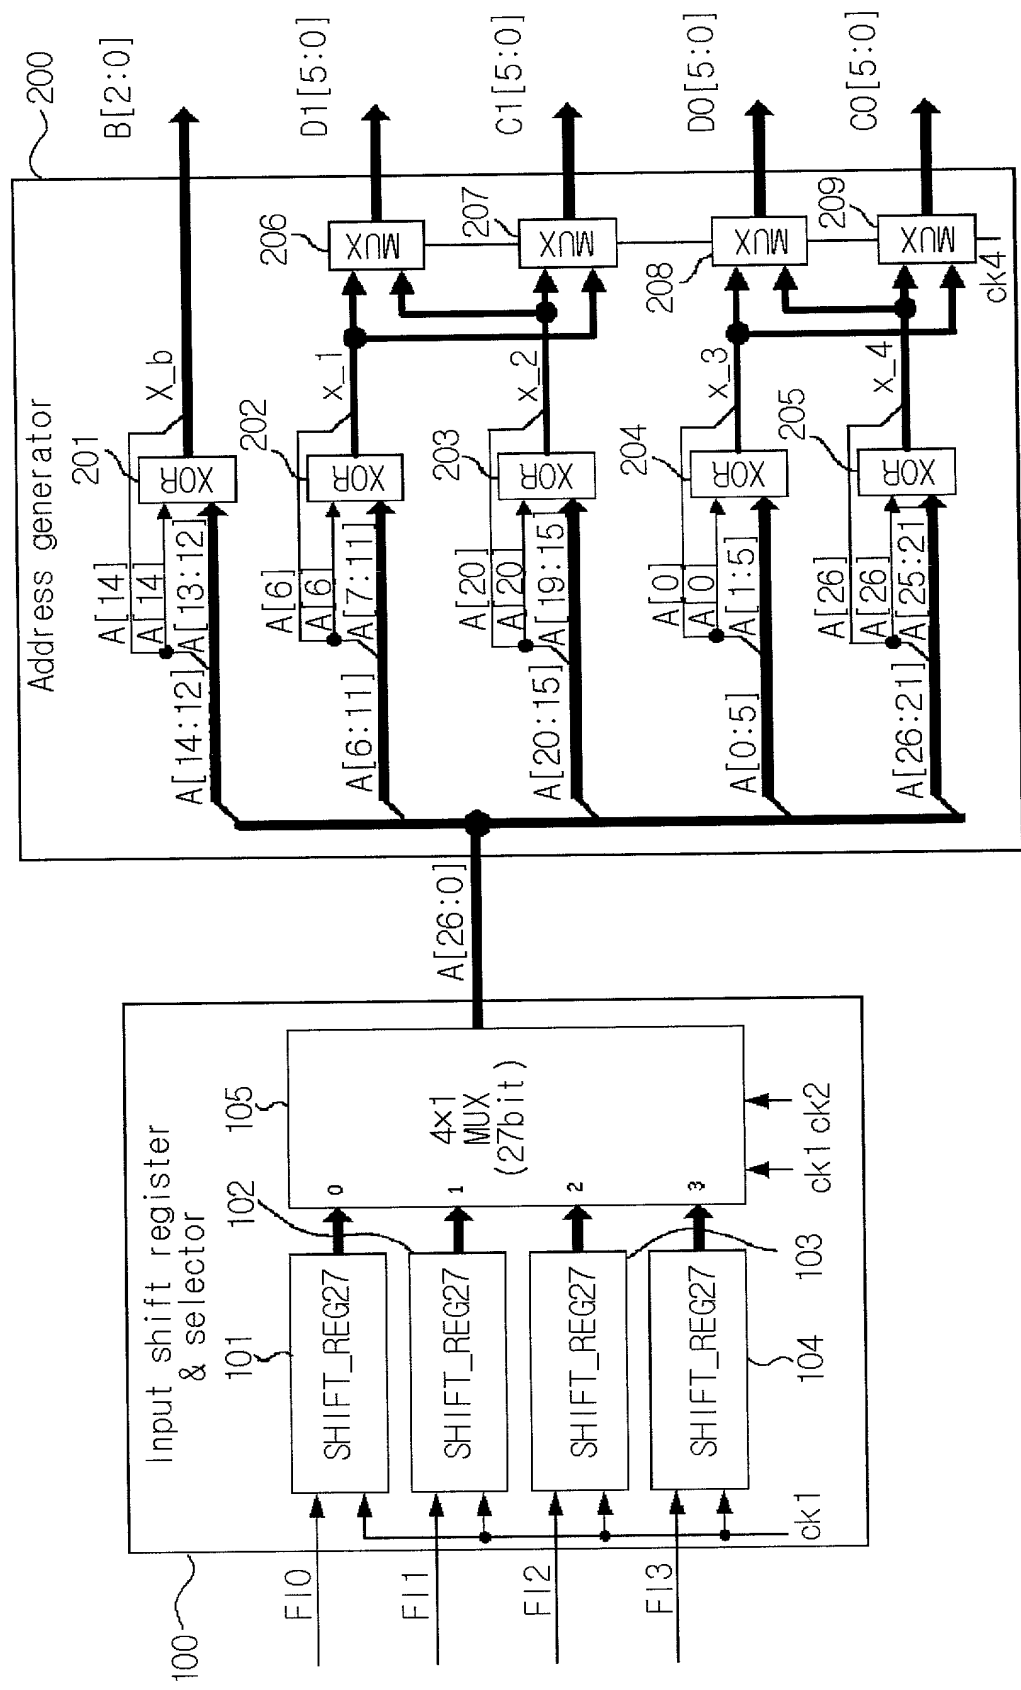 100
Input shift register
& selector
FI0
FI1
FI2
FI3
ck1
101
SHIFT_REG27
102
SHIFT_REG27
SHIFT_REG27
103
SHIFT_REG27
104
105
0
1
2
3
4×1
MUX
(27bit)
ck1
ck2
A[26:0]
200
Address generator
A[14:12]
A[14]
A[14]
A[13:12]
201
XOR
X_b
B[2:0]
A[6:11]
A[6]
A[6]
A[7:11]
202
XOR
x_1
206
MUX
D1[5:0]
A[20:15]
A[20]
A[20]
A[19:15]
203
XOR
x_2
207
MUX
C1[5:0]
A[0:5]
A[0]
A[0]
A[1:5]
204
XOR
x_3
208
MUX
D0[5:0]
A[26:21]
A[26]
A[26]
A[25:21]
205
XOR
x_4
209
MUX
C0[5:0]
ck4